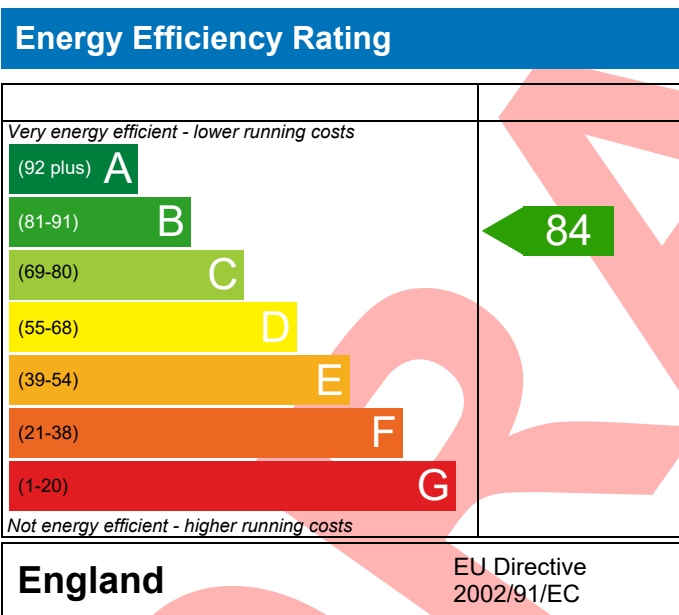 Energy Efficiency Rating
Very energy efficient - lower running costs
(92 plus) A
(81-91) B
84
(69-80) C
(55-68) D
(39-54) E
(21-38) F
(1-20) G
Not energy efficient - higher running costs
England
EU Directive
2002/91/EC